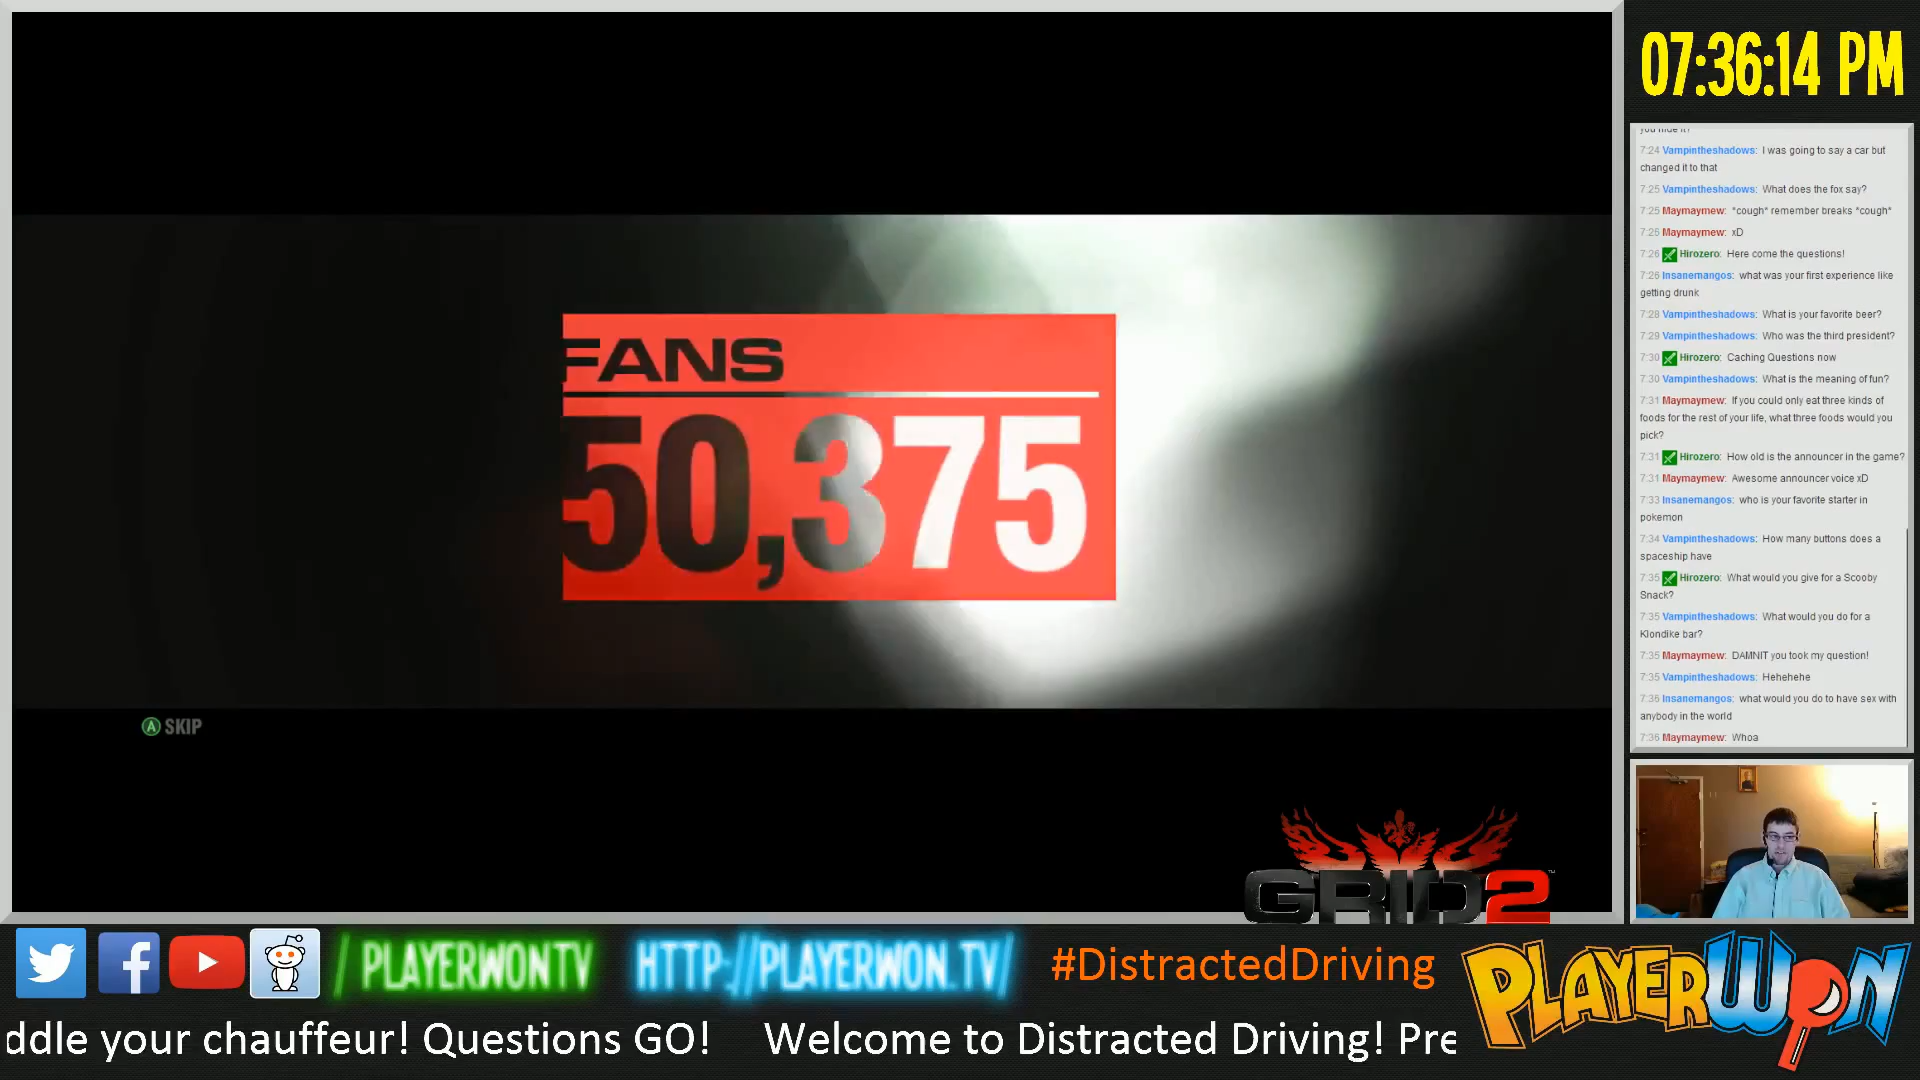 07:36:14 PM
you hide it?
7:24 Vampintheshadows: I was going to say a car but
changed it to that
7:25 Vampintheshadows: What does the fox say?
7:25 Maymaymew: *cough* remember breaks *cough*
7:25 Maymaymew: xD
7:26 Hirozero: Here come the questions!
7:26 Insanemangos: what was your first experience like
getting drunk
7:28 Vampintheshadows: What is your favorite beer?
7:29 Vampintheshadows: Who was the third president?
7:30 Hirozero: Caching Questions now
7:30 Vampintheshadows: What is the meaning of fun?
7:31 Maymaymew: If you could only eat three kinds of
foods for the rest of your life, what three foods would you
pick?
7:31 Hirozero: How old is the announcer in the game?
7:31 Maymaymew: Awesome announcer voice xD
7:33 Insanemangos: who is your favorite starter in
pokemon
7:34 Vampintheshadows: How many buttons does a
spaceship have
7:35 Hirozero: What would you give for a Scooby
Snack?
7:35 Vampintheshadows: What would you do for a
Klondike bar?
7:35 Maymaymew: DAMNIT you took my question!
7:35 Vampintheshadows: Hehehehe
7:36 Insanemangos: what would you do to have sex with
anybody in the world
7:36 Maymaymew: Whoa
FANS
50,375
A SKIP
GRID2
/PLAYERWONTV
HTTP://PLAYERWON.TV/
#DistractedDriving
PLAYERWON
ddle your chauffeur! Questions GO! Welcome to Distracted Driving! Pre